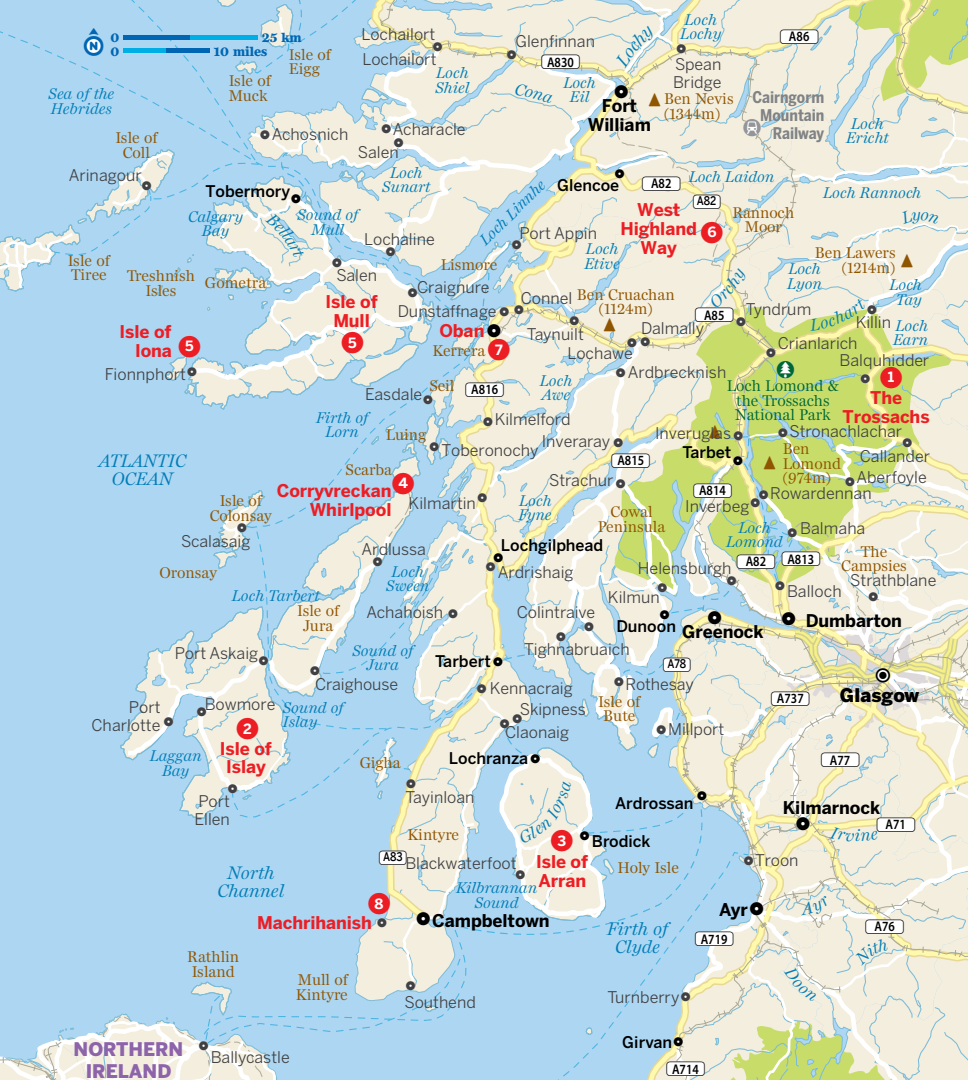 0 25 km
0 10 miles
N
Lochailort
Lochailort
Glenfinnan
A830
Lochy
Loch
Lochy
A86
Spean
Bridge
Isle of
Eigg
Isle of
Muck
Sea of the
Hebrides
Loch
Shiel
Cona
Loch
Eil
Fort
William
Ben Nevis
(1344m)
Cairngorm
Mountain
Railway
Loch
Ericht
Achosnich
Acharacle
Salen
Isle of
Coll
Arinagour
Loch
Sunart
Glencoe
A82
Loch Laidon
A82
Loch Rannoch
Tobermory
Calgary
Bay
Bellart
Sound of
Mull
Loch Linnhe
West
Highland
Way
6
Rannoch
Moor
Lyon
Port Appin
Lochaline
Loch
Etive
Isle of
Tiree
Treshnish
Isles
Gometra
Salen
Lismore
Ben Lawers
(1214m)
Loch
Lyon
Loch
Tay
Craignure
Orchy
Isle of
Mull
5
Dunstaffnage
Connel
Ben Cruachan
(1124m)
A85
Tyndrum
Lochart
Killin
Isle of
Iona
5
Oban
7
Kerrera
Taynuilt
Dalmally
Lochawe
Crianlarich
Loch
Earn
Balquhidder
Fionnphort
Ardbrecknish
1
The
Trossachs
Loch Lomond &
the Trossachs
National Park
Easdale
Seil
A816
Loch
Awe
Firth of
Lorn
Luing
Kilmelford
Toberonochy
Inveraray
Inveruglas
Stronachlachar
Tarbet
Callander
ATLANTIC
OCEAN
Scarba
A815
Ben
Lomond
(974m)
Aberfoyle
Corryvreckan
Whirlpool
4
Kilmartin
Strachur
A814
Rowardennan
Inverbeg
Isle of
Colonsay
Scalasaig
Loch
Fyne
Cowal
Peninsula
Loch
Lomond
Balmaha
Oronsay
Ardlussa
Lochgilphead
Ardrishaig
A82
A813
The
Campsies
Helensburgh
Strathblane
Loch
Sween
Loch Tarbert
Kilmun
Balloch
Isle of
Jura
Achahoish
Colintraive
Dunoon
Greenock
Dumbarton
Tighnabruaich
Port Askaig
Sound of
Jura
Tarbert
A78
Glasgow
Craighouse
Kennacraig
Rothesay
A737
Port
Charlotte
Bowmore
Sound of
Islay
Skipness
Claonaig
Isle of
Bute
Millport
2
Isle of
Islay
Laggan
Bay
Gigha
Lochranza
A77
Port
Ellen
Tayinloan
Glen Iorsa
Ardrossan
Kilmarnock
A71
Irvine
Kintyre
3
Isle of
Arran
Brodick
A83
Blackwaterfoot
Holy Isle
Troon
North
Channel
Kilbrannan
Sound
8
Machrihanish
Campbeltown
Firth of
Clyde
Ayr
Ayr
A76
A719
Nith
Rathlin
Island
Mull of
Kintyre
Southend
Doon
Turnberry
Girvan
A714
NORTHERN
IRELAND
Ballycastle